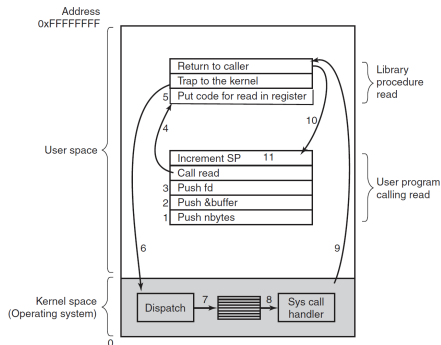 Address
0xFFFFFFFF
Return to caller
Trap to the kernel
5 Put code for read in register
Library
procedure
read
4
10
User space
Increment SP 11
Call read
3 Push fd
2 Push &buffer
1 Push nbytes
User program
calling read
6
9
Kernel space
(Operating system)
Dispatch
7
8
Sys call
handler
0